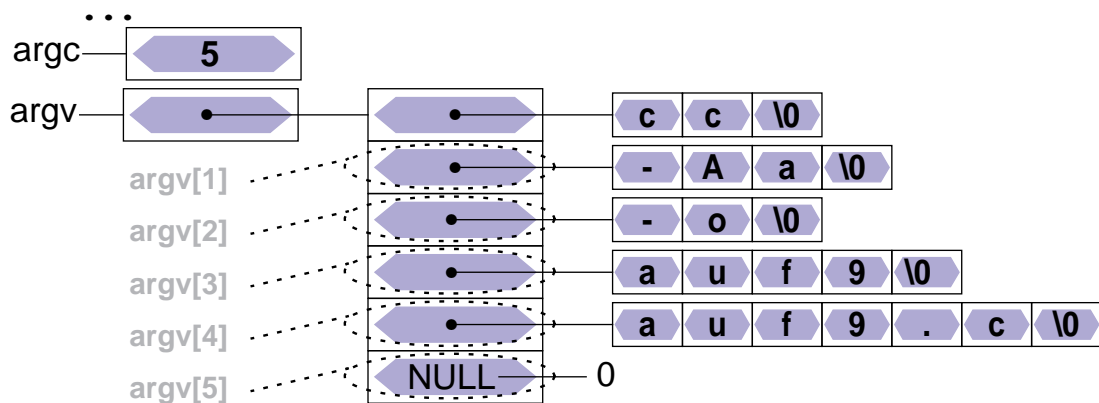 ...
argc 5
argv c c \0
argv[1] - A a \0
argv[2] - o \0
argv[3] a u f 9 \0
argv[4] a u f 9 . c \0
argv[5] NULL 0